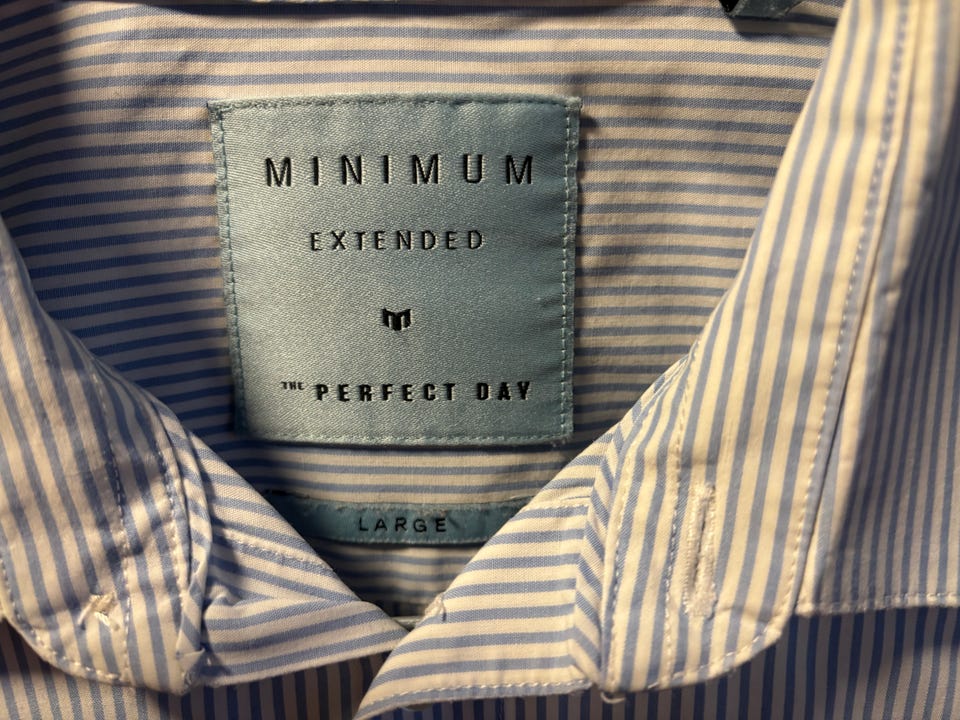 MINIMUM
EXTENDED
THE PERFECT DAY
LARGE